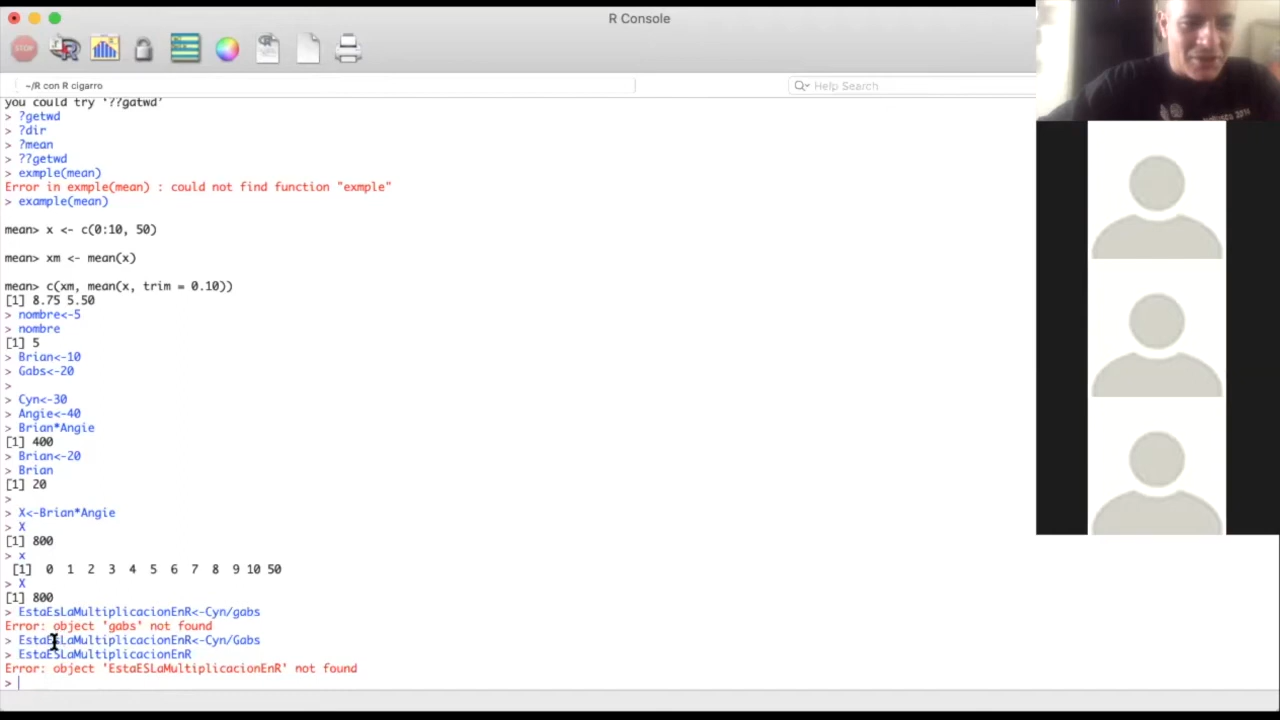 R Console
STOP
~/R con R cigarro
Help Search
you could try '??gatwd'
> ?getwd
> ?dir
> ?mean
> ??getwd
> exmple(mean)
Error in exmple(mean) : could not find function "exmple"
> example(mean)
mean> x <- c(0:10, 50)
mean> xm <- mean(x)
mean> c(xm, mean(x, trim = 0.10))
[1] 8.75 5.50
> nombre<-5
> nombre
[1] 5
> Brian<-10
> Gabs<-20
>
> Cyn<-30
> Angie<-40
> Brian*Angie
[1] 400
> Brian<-20
> Brian
[1] 20
>
> X<-Brian*Angie
> X
[1] 800
> x
[1] 0 1 2 3 4 5 6 7 8 9 10 50
> X
[1] 800
> EstaEsLaMultiplicacionEnR<-Cyn/gabs
Error: object 'gabs' not found
> EstaEsLaMultiplicacionEnR<-Cyn/Gabs
> EstaESLaMultiplicacionEnR
Error: object 'EstaESLaMultiplicacionEnR' not found
>